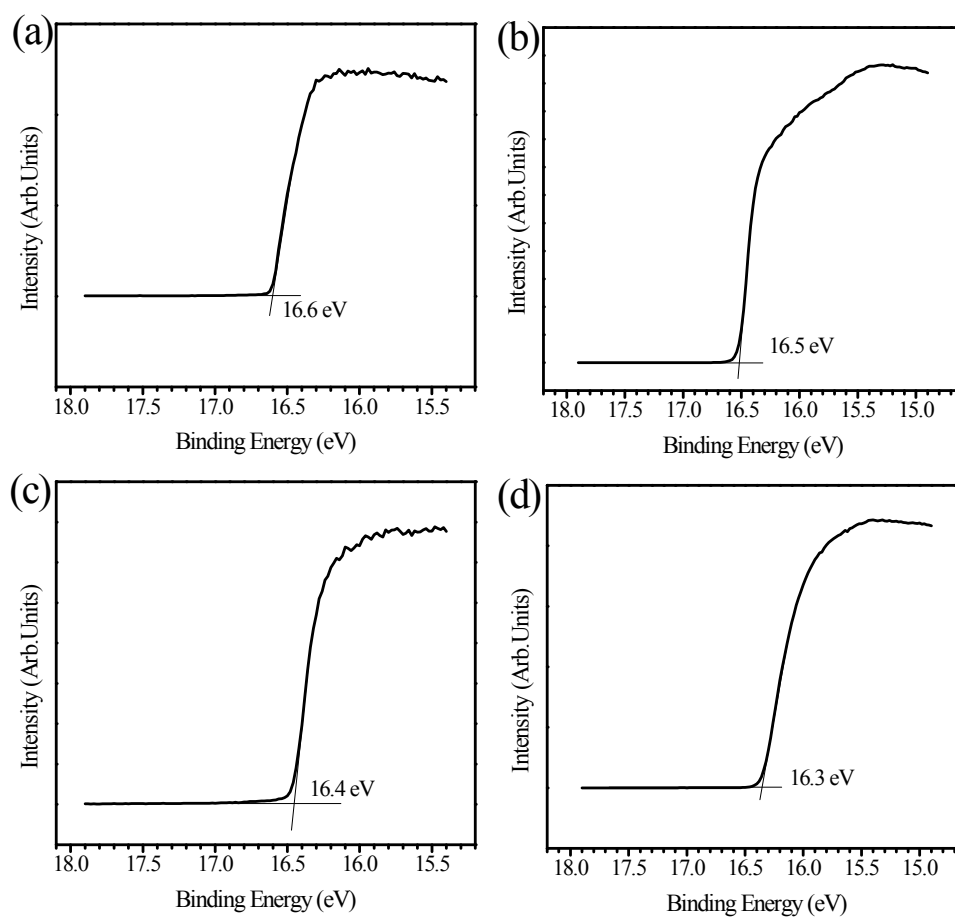 (a)
Intensity (Arb.Units)
16.6 eV
18.0 17.5 17.0 16.5 16.0 15.5
Binding Energy (eV)
(b)
Intensity (Arb.Units)
16.5 eV
18.0 17.5 17.0 16.5 16.0 15.5 15.0
Binding Energy (eV)
(c)
Intensity (Arb.Units)
16.4 eV
18.0 17.5 17.0 16.5 16.0 15.5
Binding Energy (eV)
(d)
Intensity (Arb.Units)
16.3 eV
18.0 17.5 17.0 16.5 16.0 15.5 15.0
Binding Energy (eV)